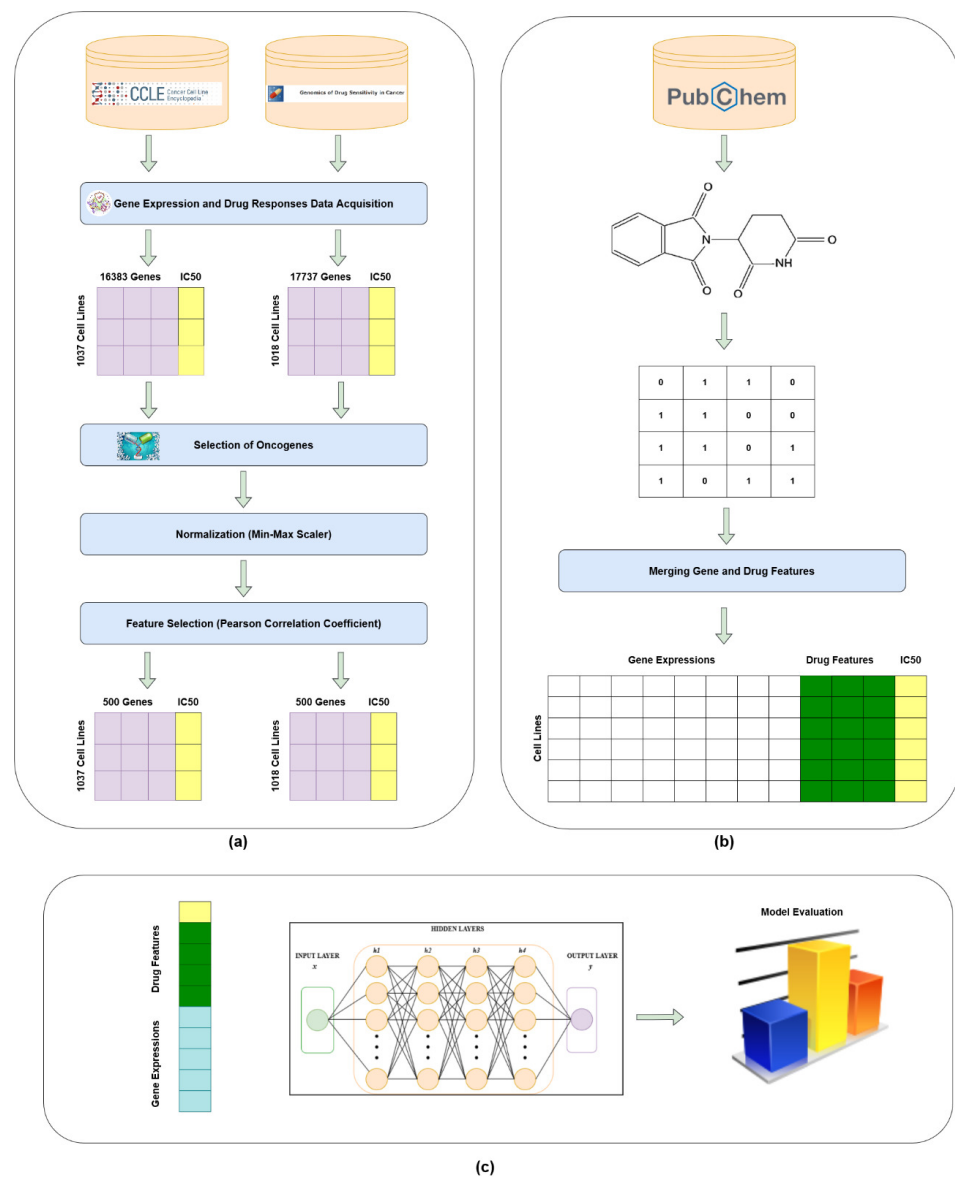 CCLE Cancer Cell Line
Encyclopedia
Genomics of Drug Sensitivity in Cancer
Gene Expression and Drug Responses Data Acquisition
16383 Genes IC50
1037 Cell Lines
17737 Genes IC50
1018 Cell Lines
Selection of Oncogenes
Normalization (Min-Max Scaler)
Feature Selection (Pearson Correlation Coefficient)
500 Genes IC50
1037 Cell Lines
500 Genes IC50
1018 Cell Lines
(a)
PubChem
O
O
N
O
NH
O
0 1 1 0
1 1 0 0
1 1 0 1
1 0 1 1
Merging Gene and Drug Features
Gene Expressions Drug Features IC50
Cell Lines
(b)
Drug Features
Gene Expressions
HIDDEN LAYERS
INPUT LAYER
x
h1 h2 h3 h4
OUTPUT LAYER
y
Model Evaluation
(c)